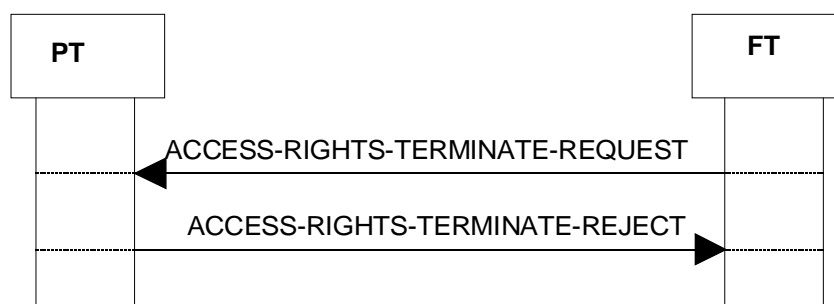 PT
FT
ACCESS-RIGHTS-TERMINATE-REQUEST
ACCESS-RIGHTS-TERMINATE-REJECT